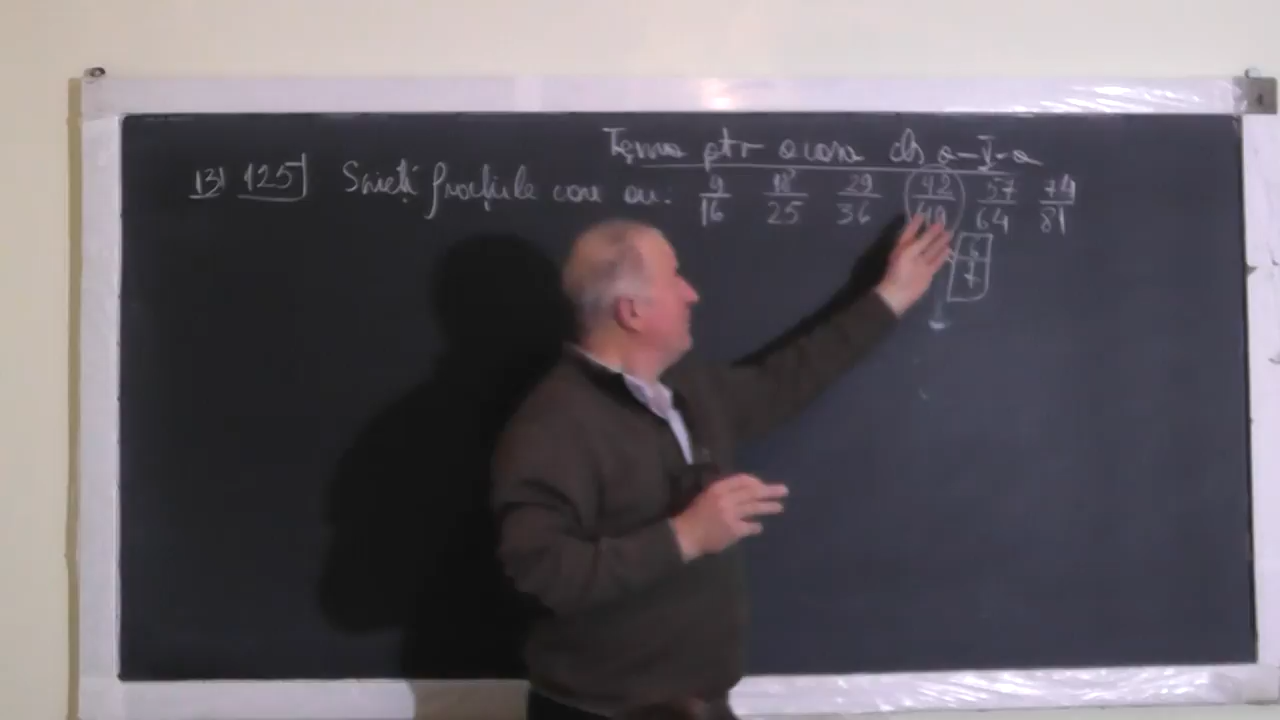 Tema ptr acasa cls a-V-a
13/ 125 Scrieți fracțiile care au: 9/16 18/25 29/36 42/49 57/64 74/81
6/7